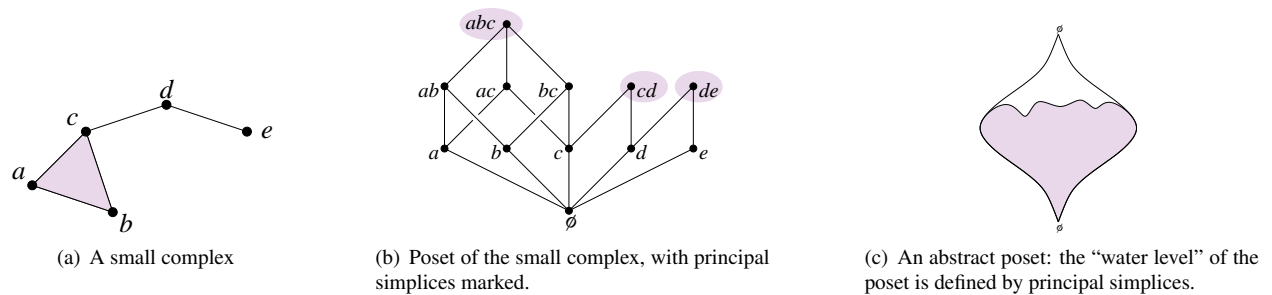 a
b
c
d
e
(a) A small complex
abc
ab ac bc cd de
a b c d e
ø
(b) Poset of the small complex, with principal
simplices marked.
ø
ø
(c) An abstract poset: the “water level” of the
poset is defined by principal simplices.